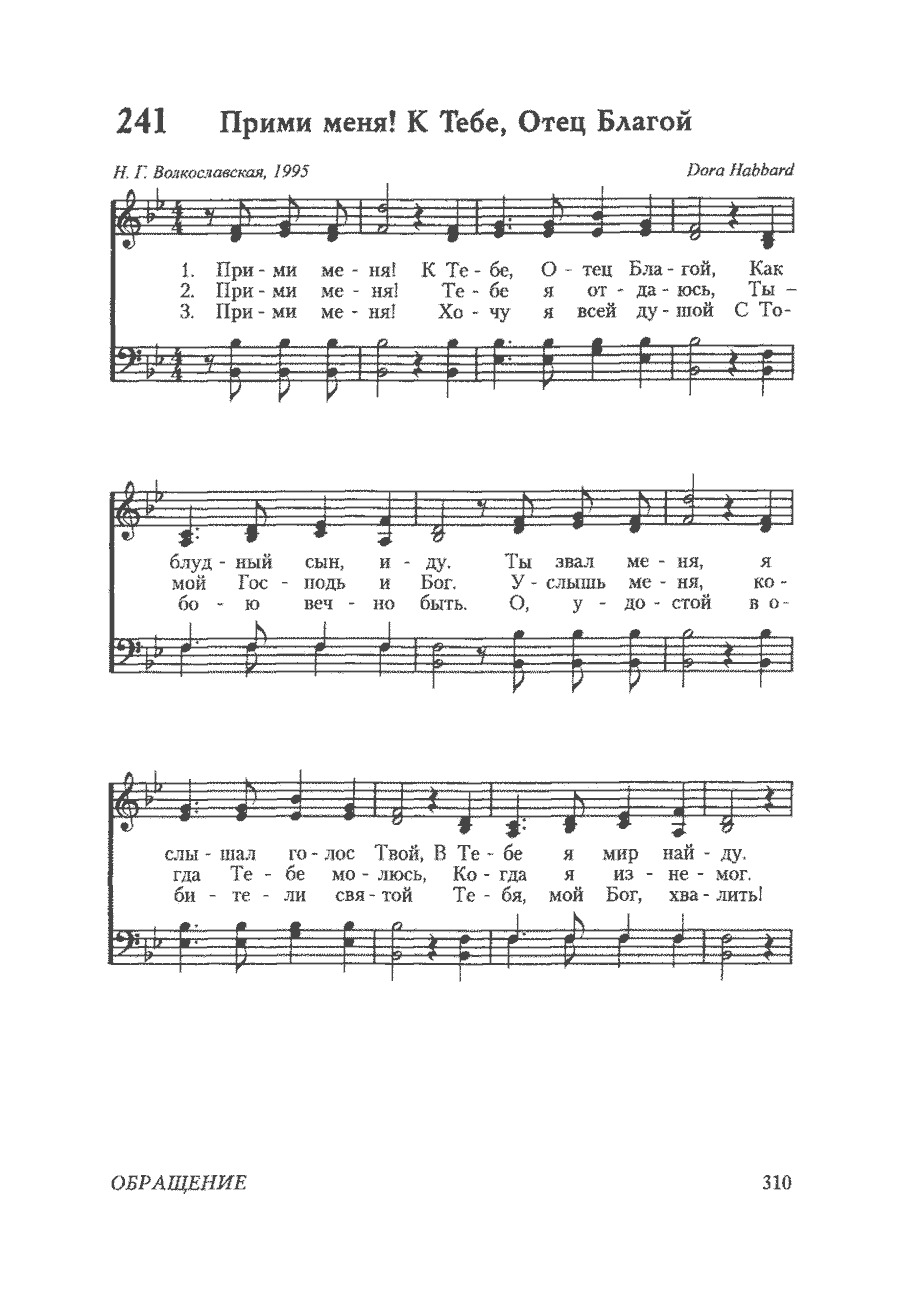 241 Прими меня! К Тебе, Отец Благой
Н. Г. Волкославская, 1995 Dora Habbard
1. При - ми ме - ня! К Те - бе, О - тец Бла - гой, Как
2. При - ми ме - ня! Те - бе я от - да - юсь, Ты –
3. При - ми ме - ня! Хо - чу я всей ду - шой С То-
блуд - ный сын, и - ду. Ты звал ме - ня, я
мой Гос - подь и Бог. У - слышь ме - ня, ко -
бо - ю веч - но быть. О, у - до - стой в о-
слы - шал го - лос Твой, В Те - бе я мир най - ду.
гда Те - бе мо - люсь, Ко - гда я из - не - мог.
би - те - ли свя - той Те - бя, мой Бог, хва - лить!
ОБРАЩЕНИЕ 310